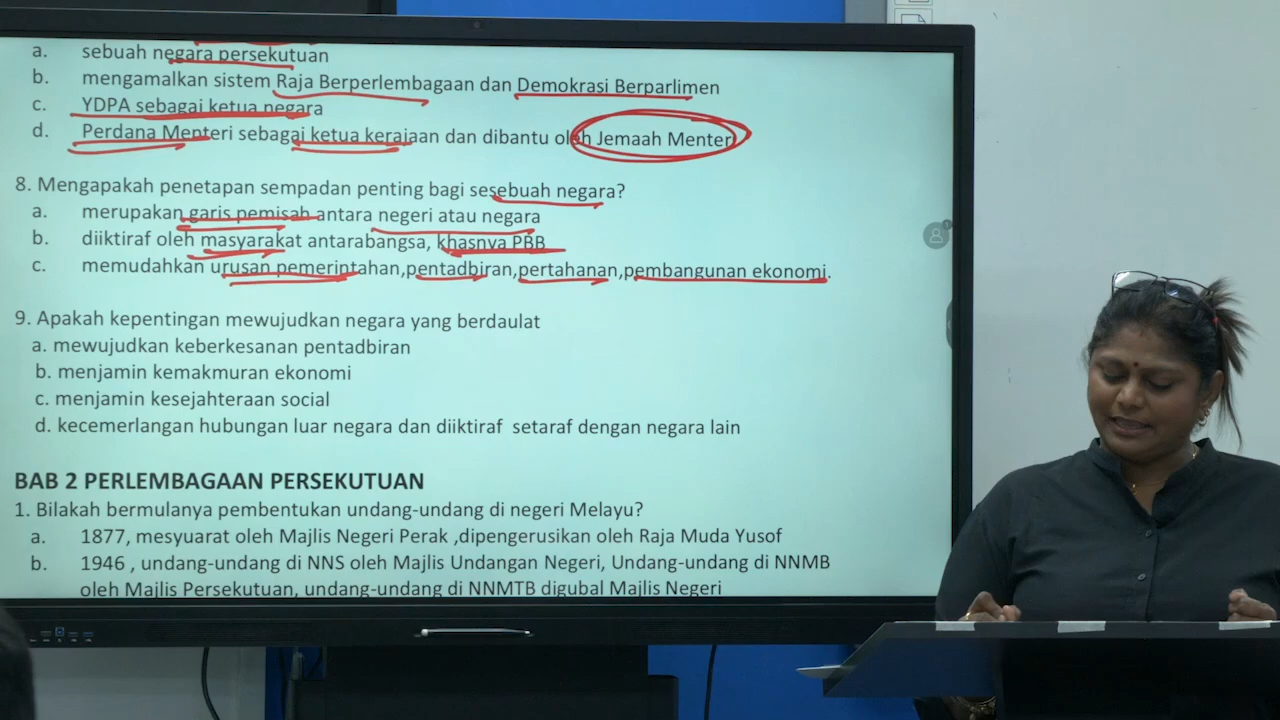 a. sebuah negara persekutuan
b. mengamalkan sistem Raja Berperlembagaan dan Demokrasi Berparlimen
c. YDPA sebagai ketua negara
d. Perdana Menteri sebagai ketua kerajaan dan dibantu oleh Jemaah Menteri
8. Mengapakah penetapan sempadan penting bagi sesebuah negara?
a. merupakan garis pemisah antara negeri atau negara
b. diiktiraf oleh masyarakat antarabangsa, khasnya PBB
c. memudahkan urusan pemerintahan,pentadbiran,pertahanan,pembangunan ekonomi.
9. Apakah kepentingan mewujudkan negara yang berdaulat
a. mewujudkan keberkesanan pentadbiran
b. menjamin kemakmuran ekonomi
c. menjamin kesejahteraan social
d. kecemerlangan hubungan luar negara dan diiktiraf setaraf dengan negara lain
BAB 2 PERLEMBAGAAN PERSEKUTUAN
1. Bilakah bermulanya pembentukan undang-undang di negeri Melayu?
a. 1877, mesyuarat oleh Majlis Negeri Perak ,dipengerusikan oleh Raja Muda Yusof
b. 1946 , undang-undang di NNS oleh Majlis Undangan Negeri, Undang-undang di NNMB
oleh Majlis Persekutuan, undang-undang di NNMTB digubal Majlis Negeri